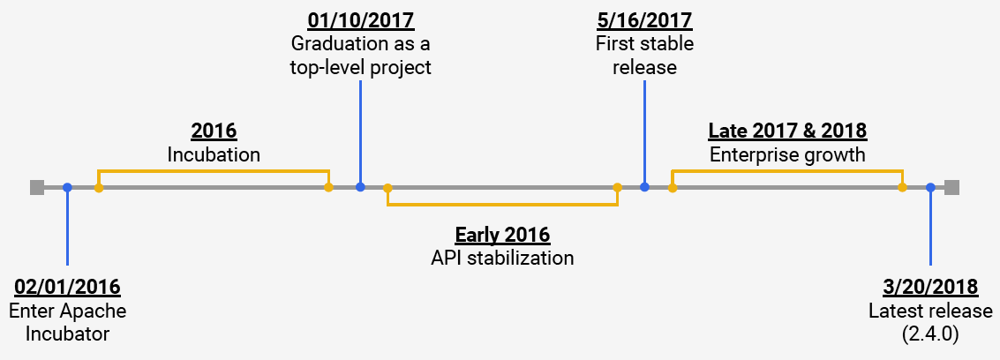 01/10/2017
Graduation as a
top-level project
5/16/2017
First stable
release
2016
Incubation
Late 2017 & 2018
Enterprise growth
Early 2016
API stabilization
02/01/2016
Enter Apache
Incubator
3/20/2018
Latest release
(2.4.0)